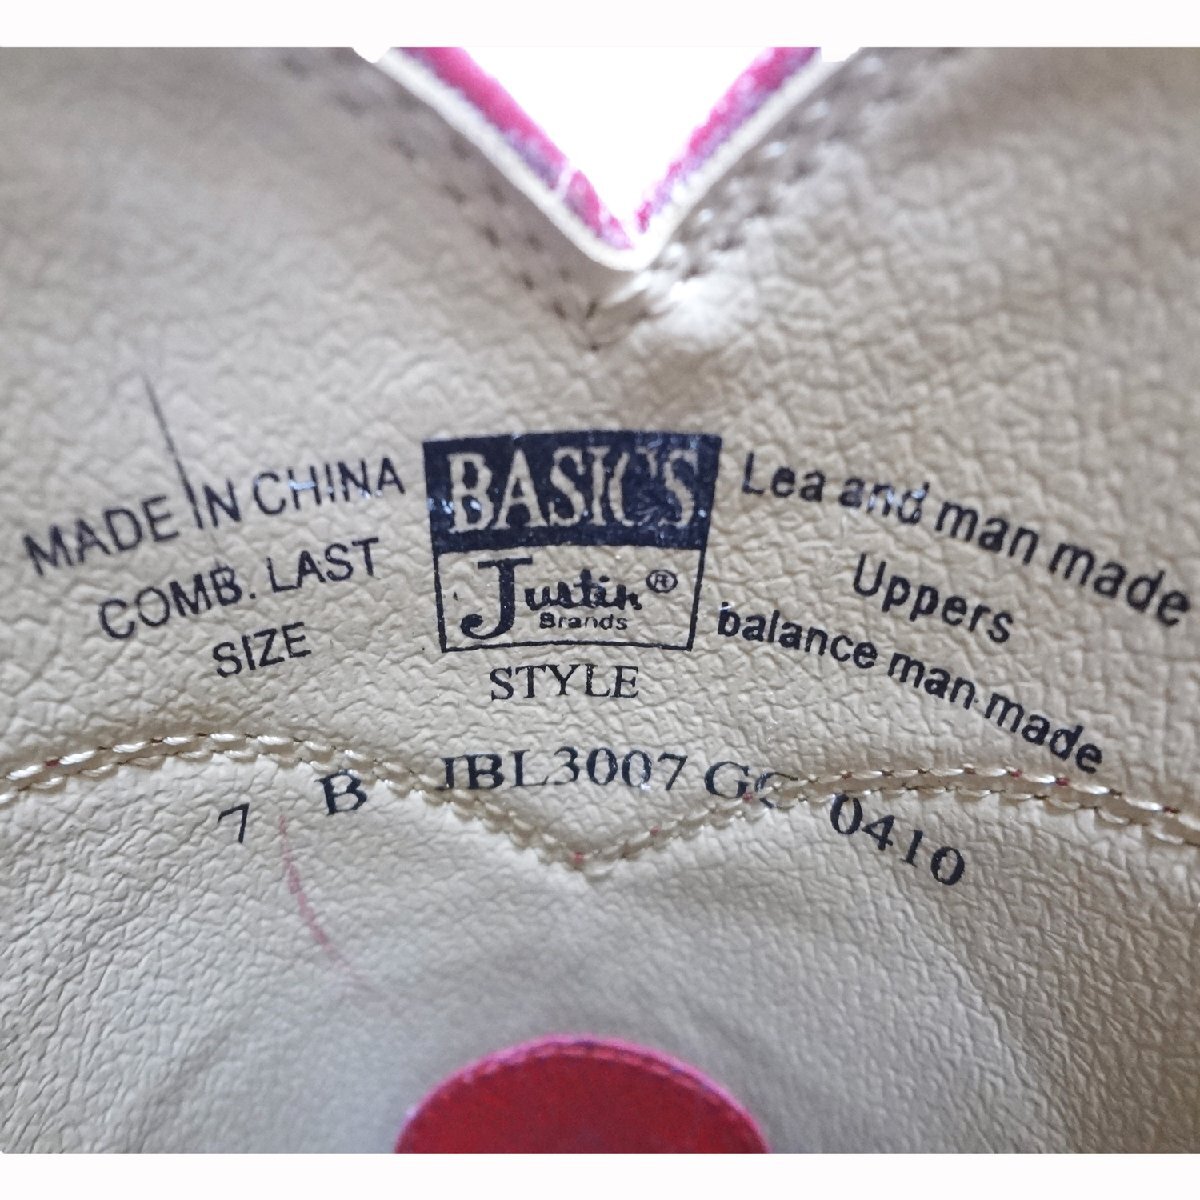 MADE IN CHINA
COMB. LAST
SIZE
BASICS
Justin®
Brands
STYLE
Lea and man made
Uppers
balance man made
7 B JBL3007 GC 0410